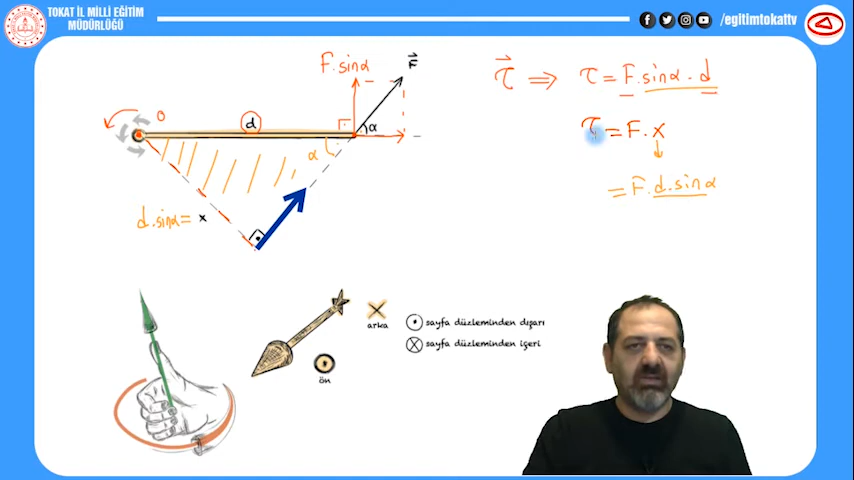 TOKAT İL MİLLİ EĞİTİM
MÜDÜRLÜĞÜ
/egitimtokattv
F.sinα
F⃗
τ⃗ ⇒ τ = F.sinα.d
O
d
α
τ = F.x
α
= F.d.sinα
d.sinα = x
arka
sayfa düzleminden dışarı
sayfa düzleminden içeri
ön